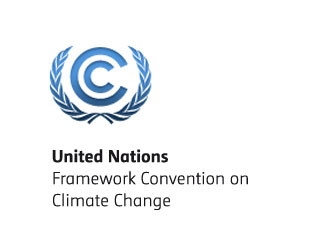 United Nations
Framework Convention on
Climate Change